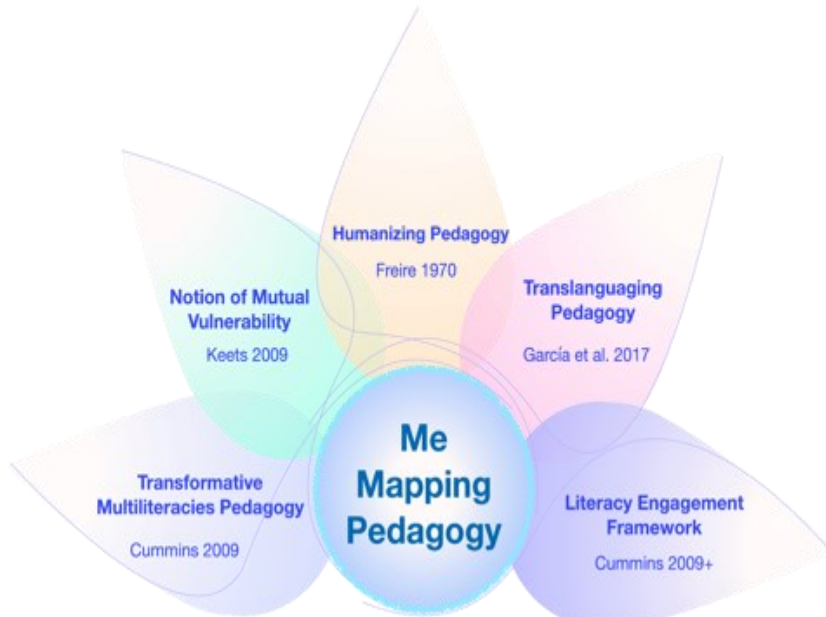 Humanizing Pedagogy
Freire 1970
Notion of Mutual
Vulnerability
Keets 2009
Translanguaging
Pedagogy
García et al. 2017
Transformative
Multiliteracies Pedagogy
Cummins 2009
Me
Mapping
Pedagogy
Literacy Engagement
Framework
Cummins 2009+